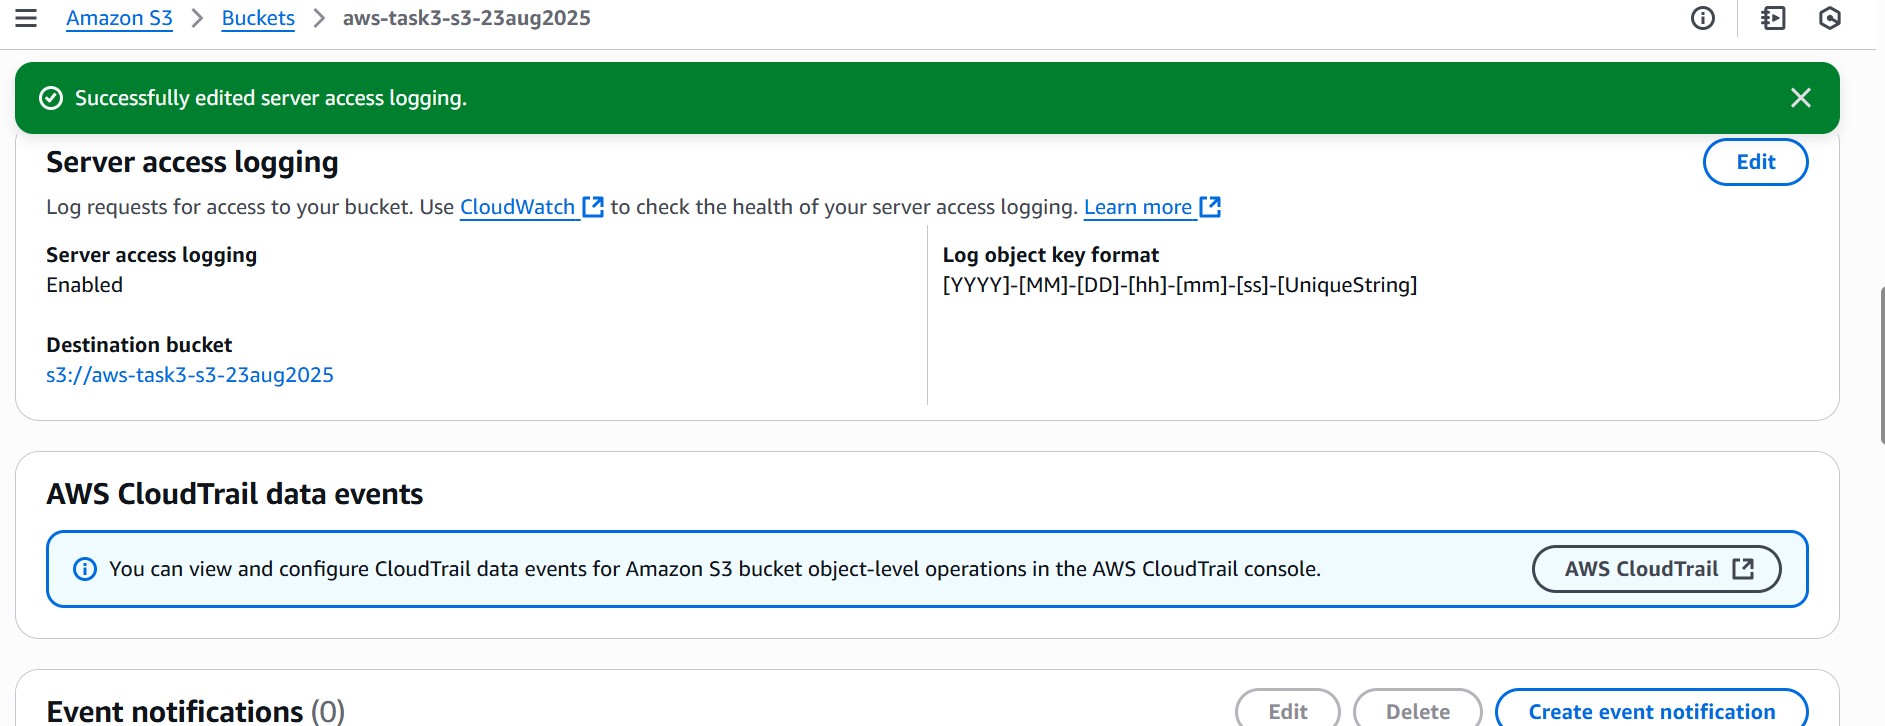 Amazon S3 > Buckets > aws-task3-s3-23aug2025
Successfully edited server access logging.
Server access logging
Edit
Log requests for access to your bucket. Use CloudWatch to check the health of your server access logging. Learn more
Server access logging
Enabled
Destination bucket
s3://aws-task3-s3-23aug2025
Log object key format
[YYYY]-[MM]-[DD]-[hh]-[mm]-[ss]-[UniqueString]
AWS CloudTrail data events
You can view and configure CloudTrail data events for Amazon S3 bucket object-level operations in the AWS CloudTrail console.
AWS CloudTrail
Event notifications (0)
Edit
Delete
Create event notification